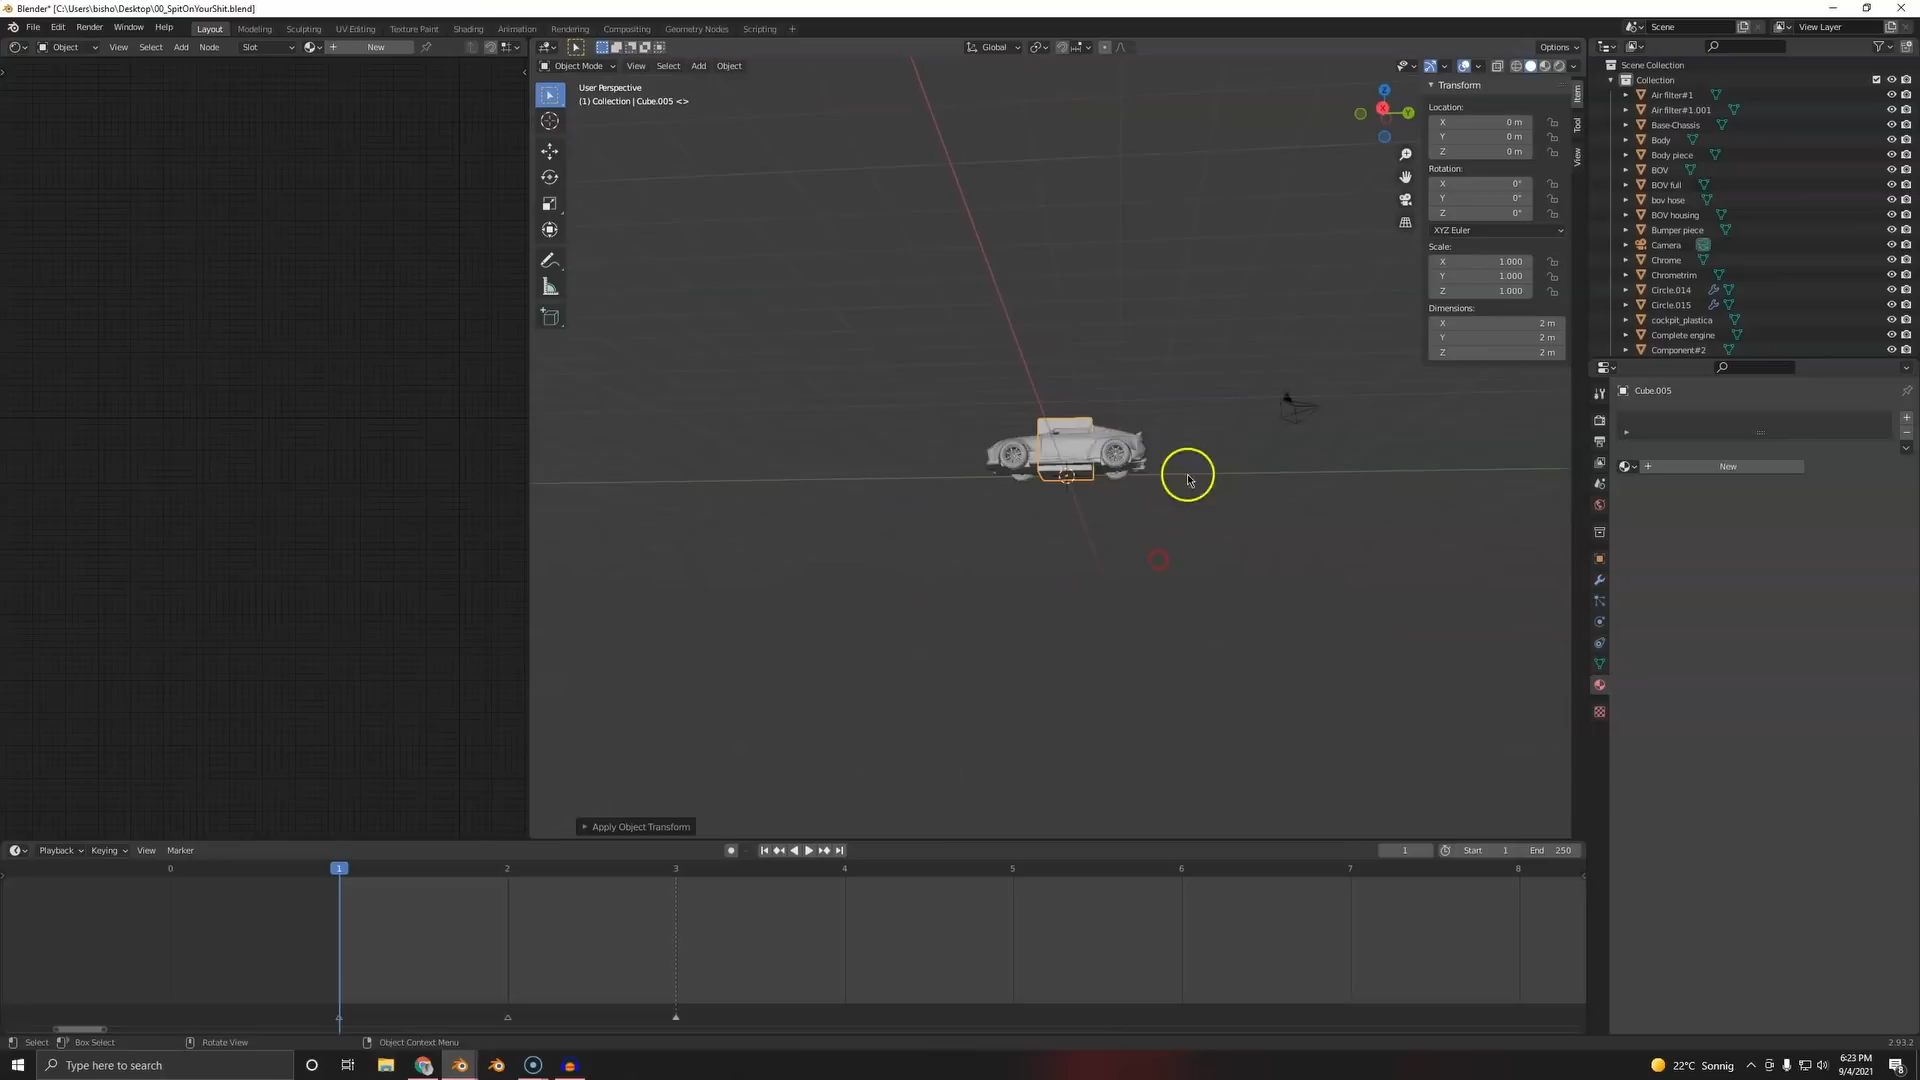 Blender* [C:\Users\bisho\Desktop\00_SpitOnYourShit.blend]
File Edit Render Window Help Layout Modeling Sculpting UV Editing Texture Paint Shading Animation Rendering Compositing Geometry Nodes Scripting + Scene View Layer
Object View Select Add Node Slot New Global Options
Object Mode View Select Add Object
User Perspective
(1) Collection | Cube.005 <>
Transform
Location:
X 0 m
Y 0 m
Z 0 m
Rotation:
X 0°
Y 0°
Z 0°
XYZ Euler
Scale:
X 1.000
Y 1.000
Z 1.000
Dimensions:
X 2 m
Y 2 m
Z 2 m
Item
Tool
View
Z
X
Y
Scene Collection
Collection
Air filter#1
Air filter#1.001
Base-Chassis
Body
Body piece
BOV
BOV full
bov hose
BOV housing
Bumper piece
Camera
Chrome
Chrometrim
Circle.014
Circle.015
cockpit_plastica
Complete engine
Component#2
Cube.005
New
Apply Object Transform
Playback Keying View Marker 1 Start 1 End 250
0 1 2 3 4 5 6 7 8
Select Box Select Rotate View Object Context Menu 2.93.2
Type here to search 22°C Sonnig 6:23 PM
9/4/2021
8